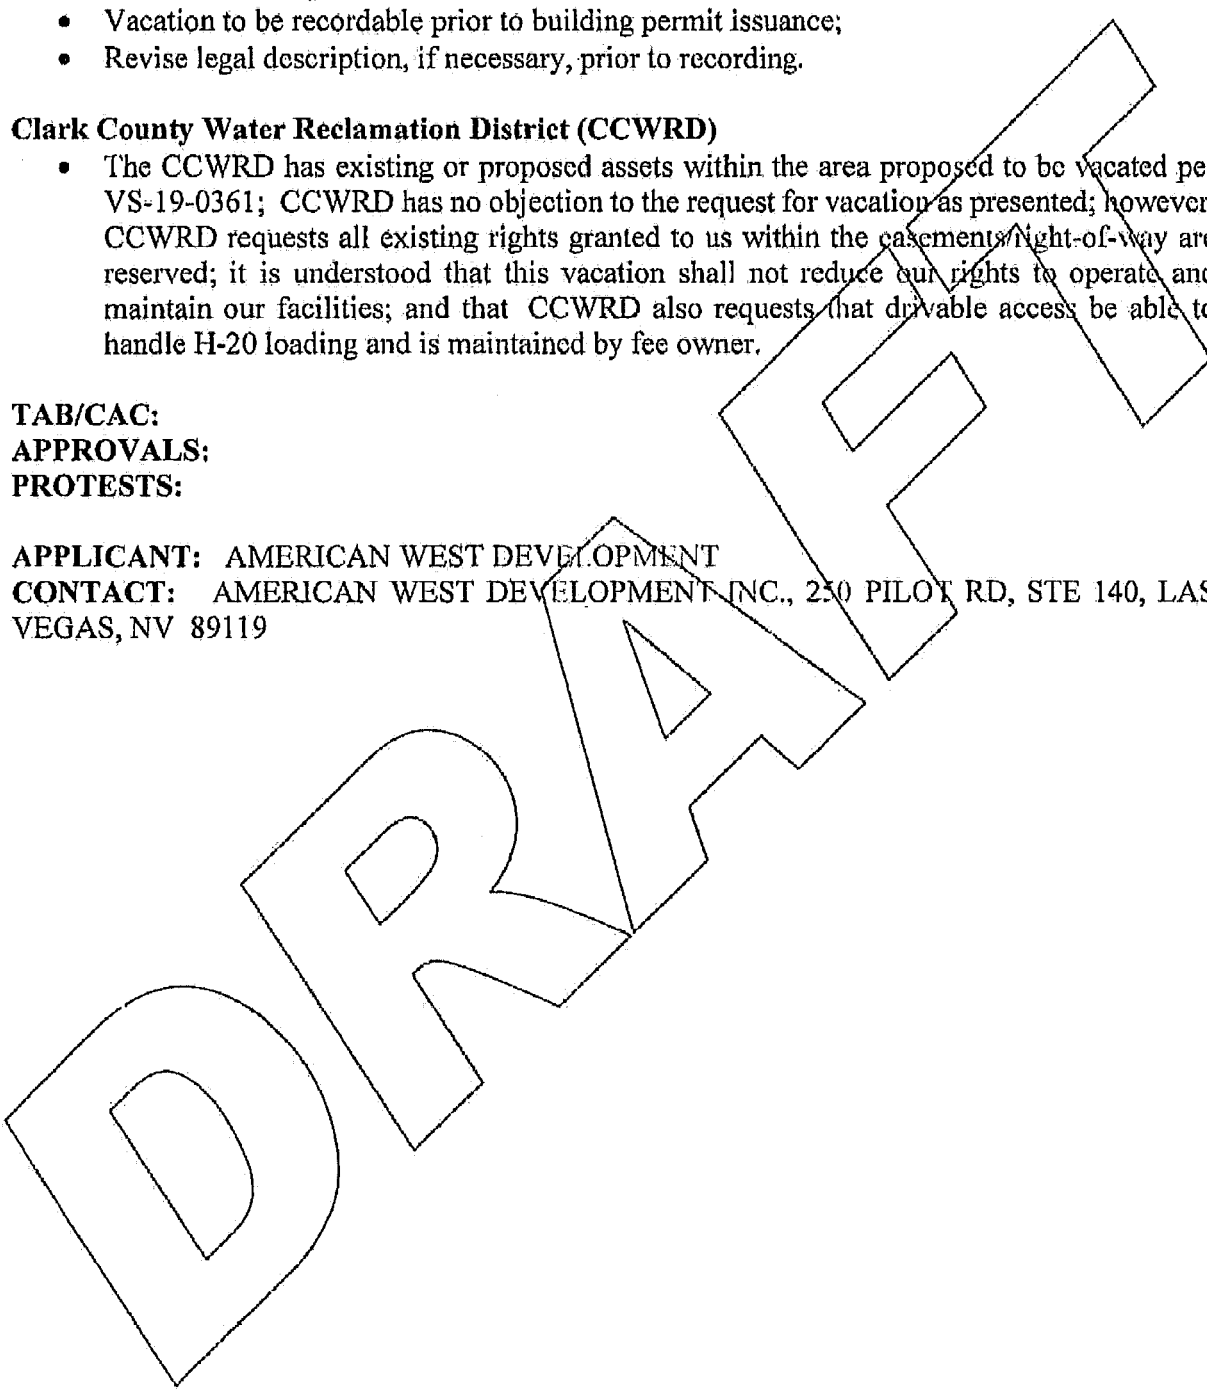 • Vacation to be recordable prior to building permit issuance;
• Revise legal description, if necessary, prior to recording.
Clark County Water Reclamation District (CCWRD)
• The CCWRD has existing or proposed assets within the area proposed to be vacated pe
VS-19-0361; CCWRD has no objection to the request for vacation as presented; however
CCWRD requests all existing rights granted to us within the easements/right-of-way are
reserved; it is understood that this vacation shall not reduce our rights to operate and
maintain our facilities; and that CCWRD also requests that drivable access be able to
handle H-20 loading and is maintained by fee owner.
TAB/CAC:
APPROVALS:
PROTESTS:
APPLICANT: AMERICAN WEST DEVELOPMENT
CONTACT: AMERICAN WEST DEVELOPMENT INC., 250 PILOT RD, STE 140, LAS
VEGAS, NV 89119
DRAFT